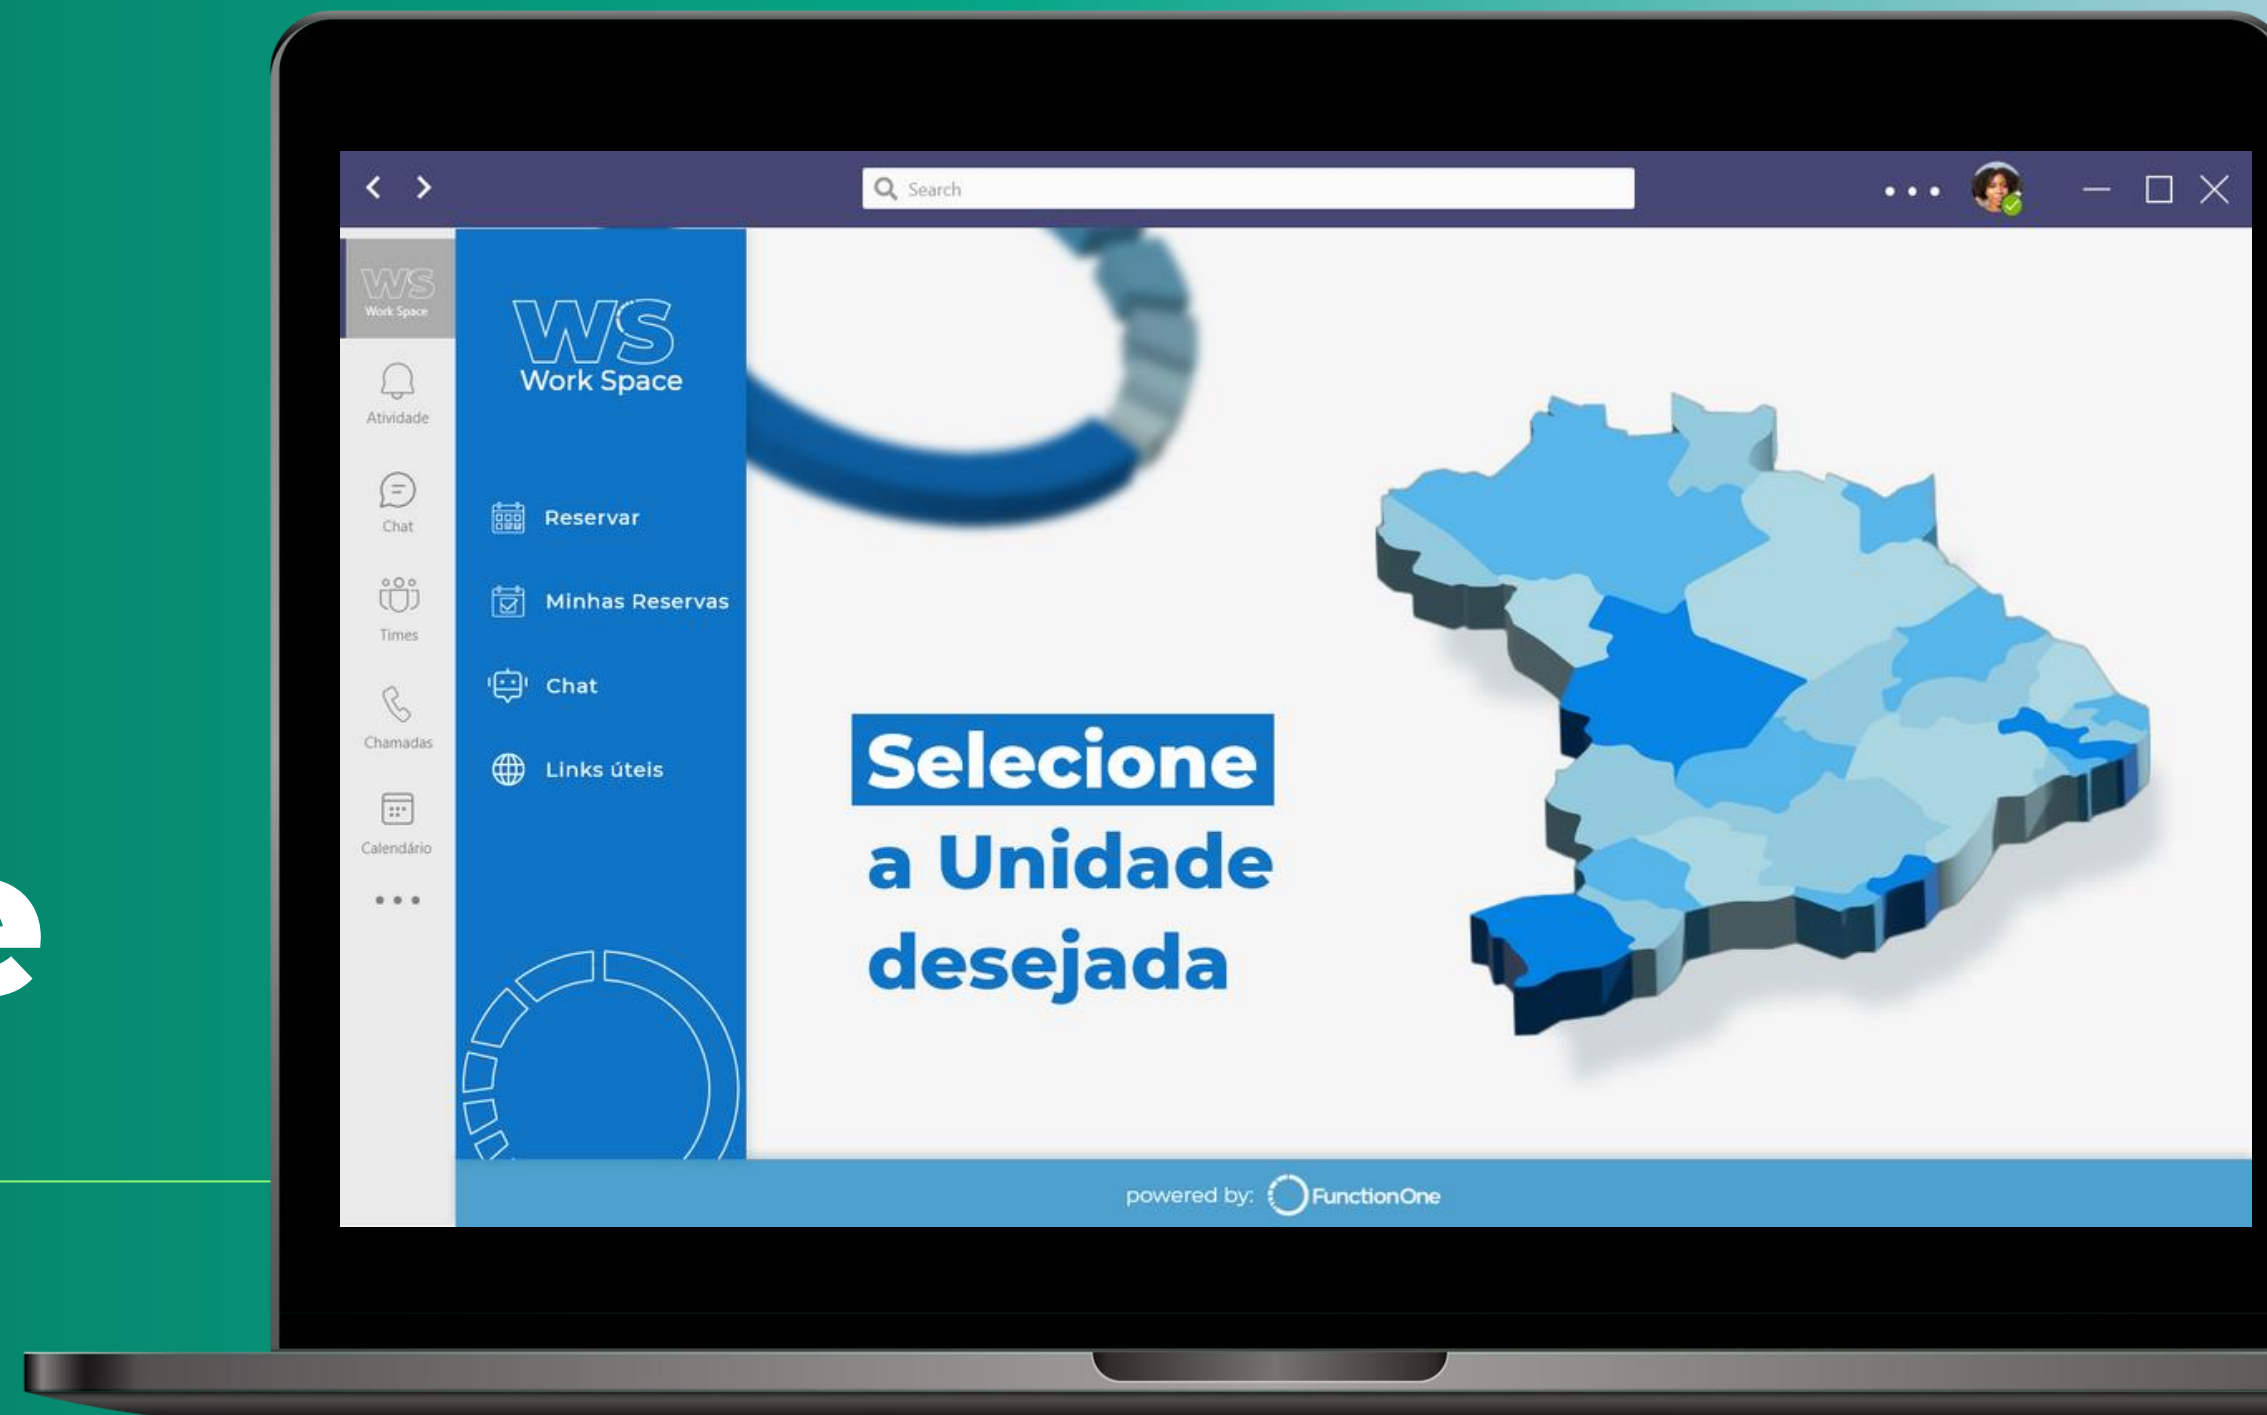 Search
WS
Work Space
Atividade
Chat
Times
Chamadas
Calendário
WS
Work Space
Reservar
Minhas Reservas
Chat
Links úteis
Selecione
a Unidade
desejada
powered by: FunctionOne
e